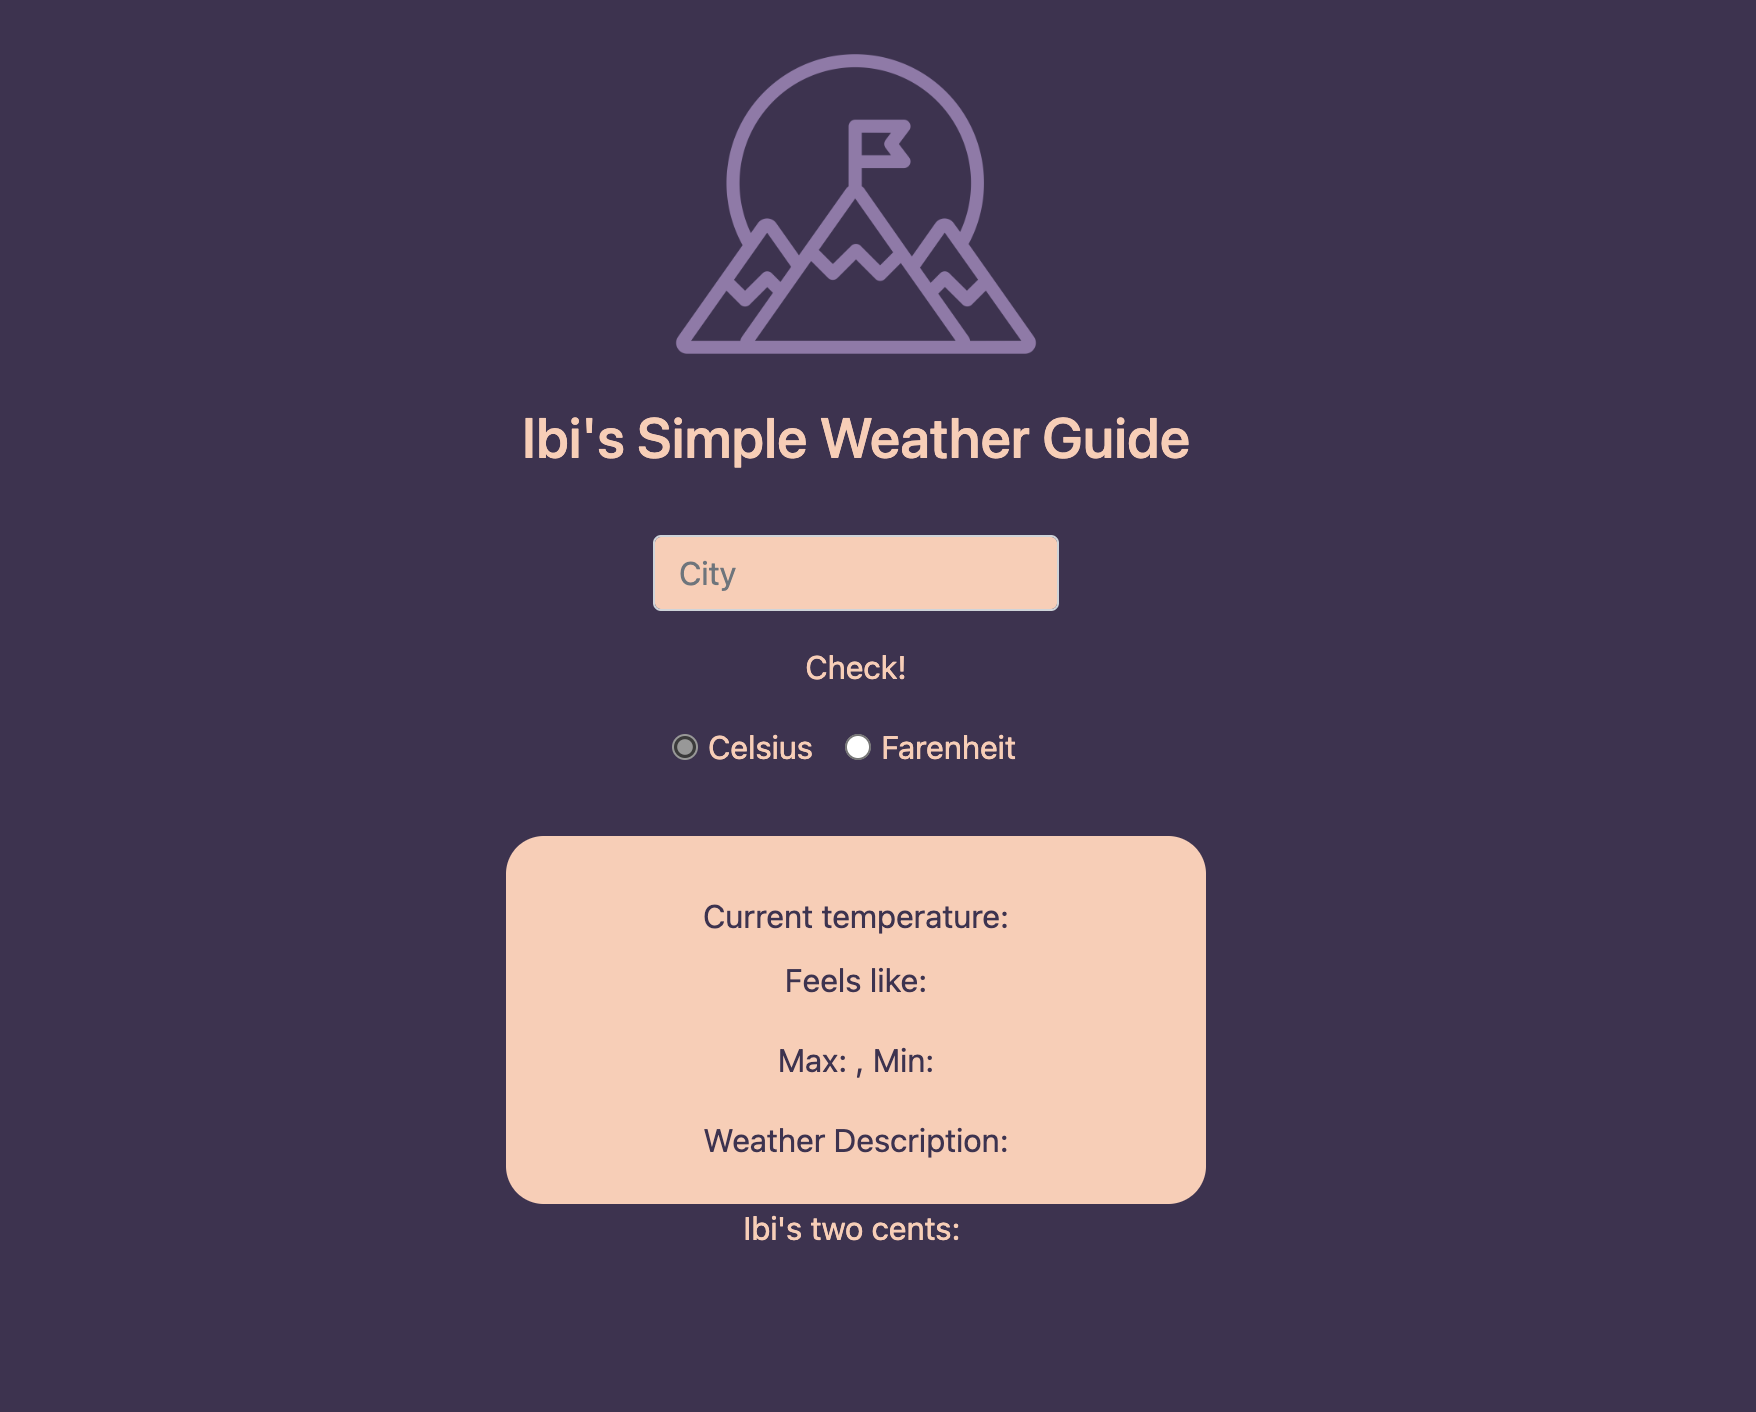 Ibi's Simple Weather Guide
City
Check!
Celsius Farenheit
Current temperature:
Feels like:
Max: , Min:
Weather Description:
Ibi's two cents: